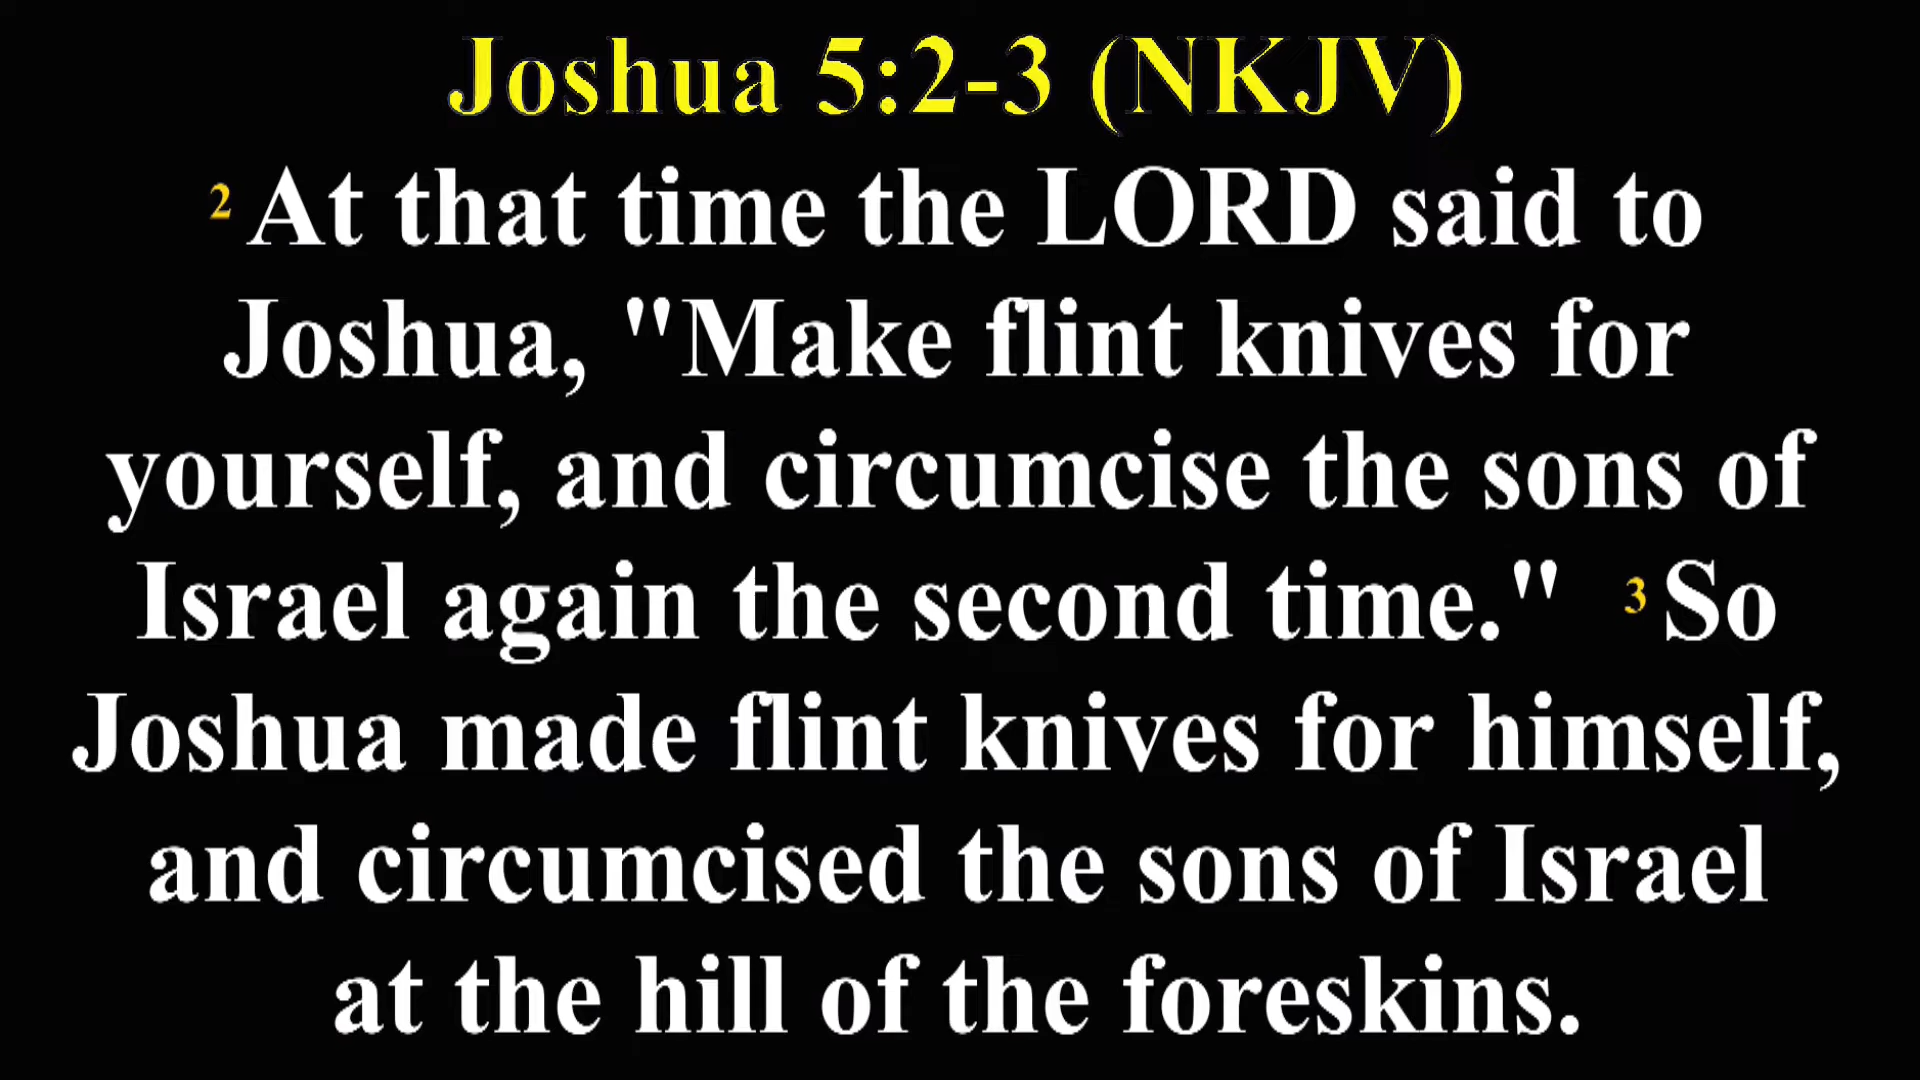 Joshua 5:2-3 (NKJV)
2 At that time the LORD said to
Joshua, "Make flint knives for
yourself, and circumcise the sons of
Israel again the second time." 3 So
Joshua made flint knives for himself,
and circumcised the sons of Israel
at the hill of the foreskins.